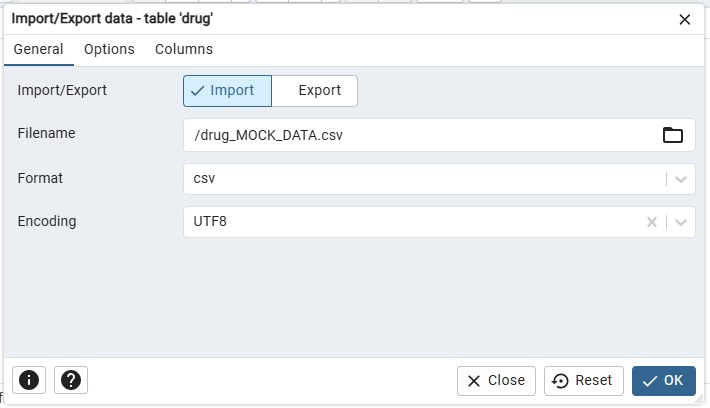 Import/Export data - table 'drug'
General Options Columns
Import/Export Import Export
Filename /drug_MOCK_DATA.csv
Format csv
Encoding UTF8
Close Reset OK